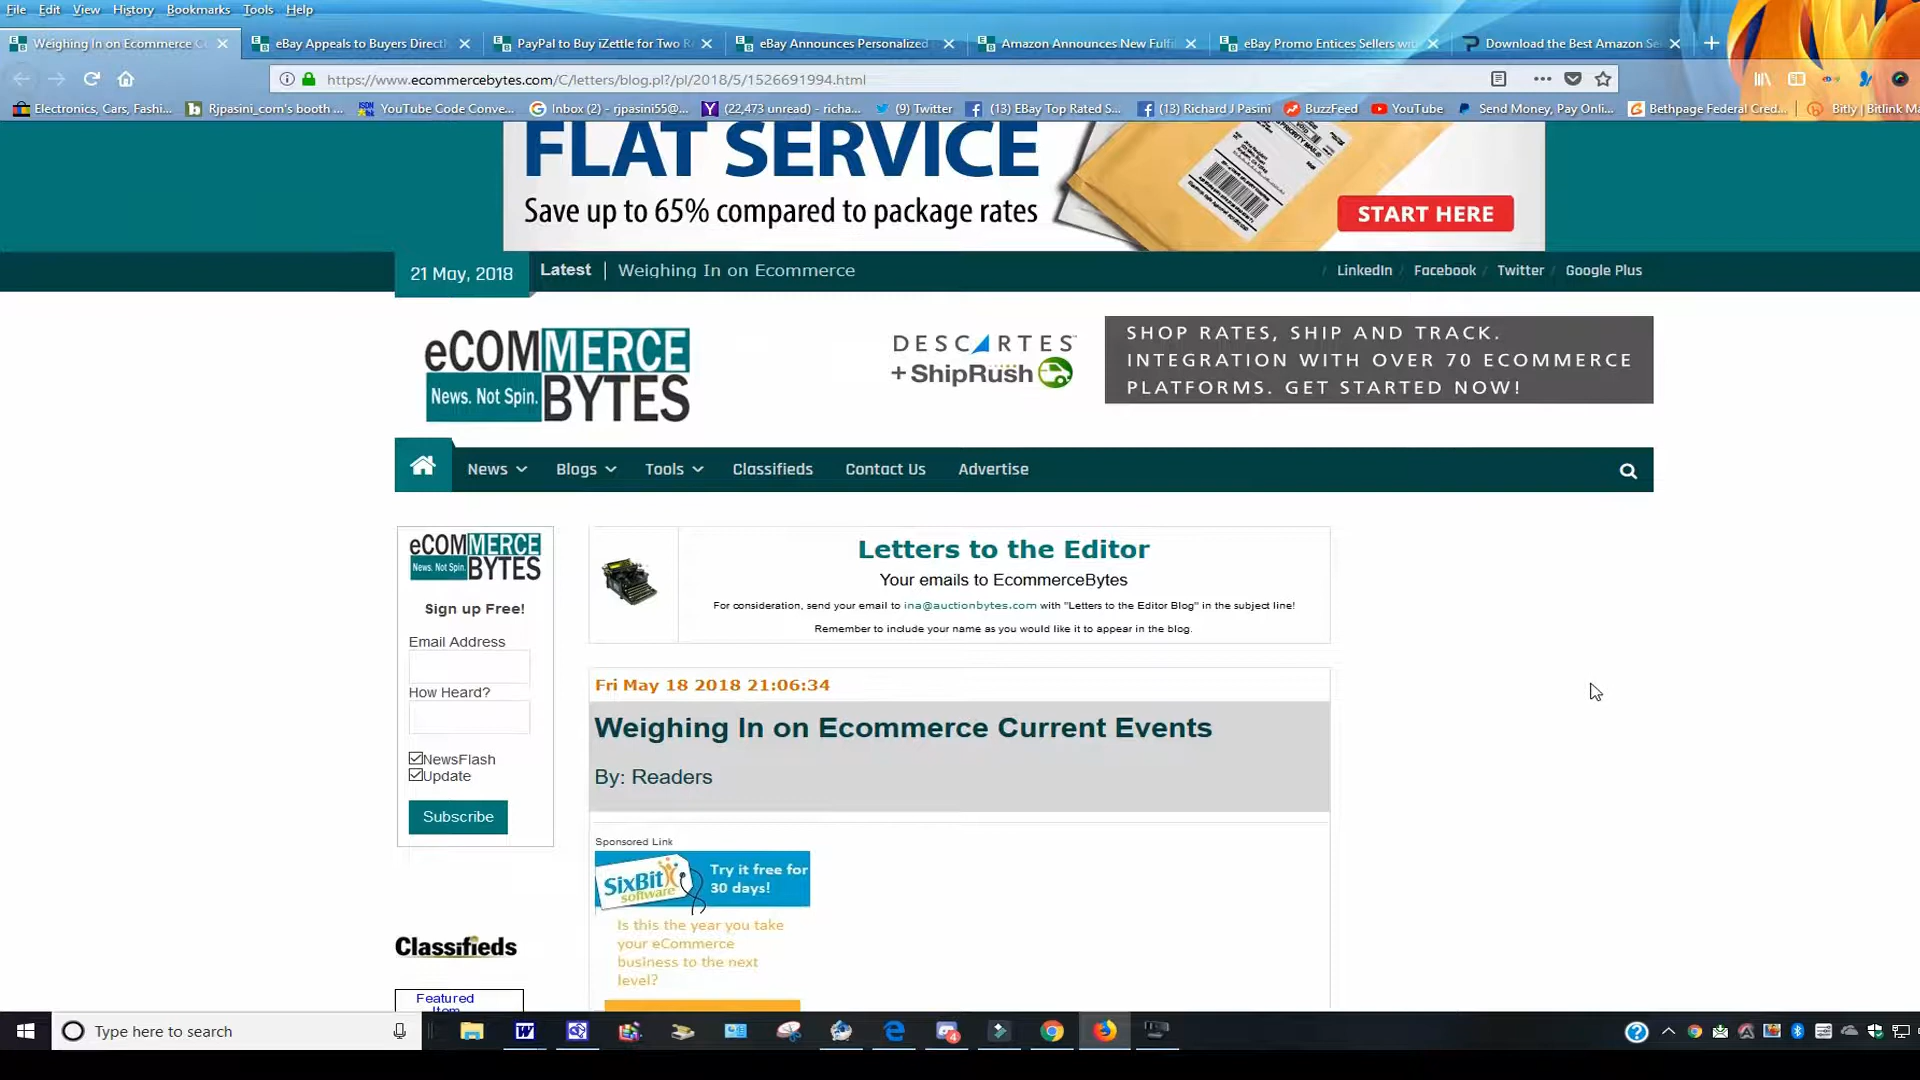 File Edit View History Bookmarks Tools Help
Weighing In on Ecommerce C
eBay Appeals to Buyers Directl
PayPal to Buy iZettle for Two
eBay Announces Personalized
Amazon Announces New Fulfi
eBay Promo Entices Sellers wit
Download the Best Amazon Se
https://www.ecommercebytes.com/C/letters/blog.pl?/pl/2018/5/1526691994.html
Electronics, Cars, Fashi...
Rjpasini_com's booth ...
YouTube Code Conve...
Inbox (2) - rjpasini55@...
(22,473 unread) - richa...
(9) Twitter
(13) EBay Top Rated S...
(13) Richard J Pasini
BuzzFeed
YouTube
Send Money, Pay Onli...
Bethpage Federal Cred...
Bitly | Bitlink Ma
FLAT SERVICE
Save up to 65% compared to package rates
START HERE
21 May, 2018
Latest | Weighing In on Ecommerce
/ LinkedIn / Facebook / Twitter / Google Plus
eCOMMERCE
News. Not Spin. BYTES
DESCARTES™
+ShipRush
SHOP RATES, SHIP AND TRACK.
INTEGRATION WITH OVER 70 ECOMMERCE
PLATFORMS. GET STARTED NOW!
News Blogs Tools Classifieds Contact Us Advertise
eCOMMERCE
News. Not Spin. BYTES
Sign up Free!
Email Address
How Heard?
NewsFlash
Update
Subscribe
Classifieds
Featured
Item
Letters to the Editor
Your emails to EcommerceBytes
For consideration, send your email to ina@auctionbytes.com with "Letters to the Editor Blog" in the subject line!
Remember to include your name as you would like it to appear in the blog.
Fri May 18 2018 21:06:34
Weighing In on Ecommerce Current Events
By: Readers
Sponsored Link
SixBit software
Try it free for
30 days!
Is this the year you take
your eCommerce
business to the next
level?
Type here to search